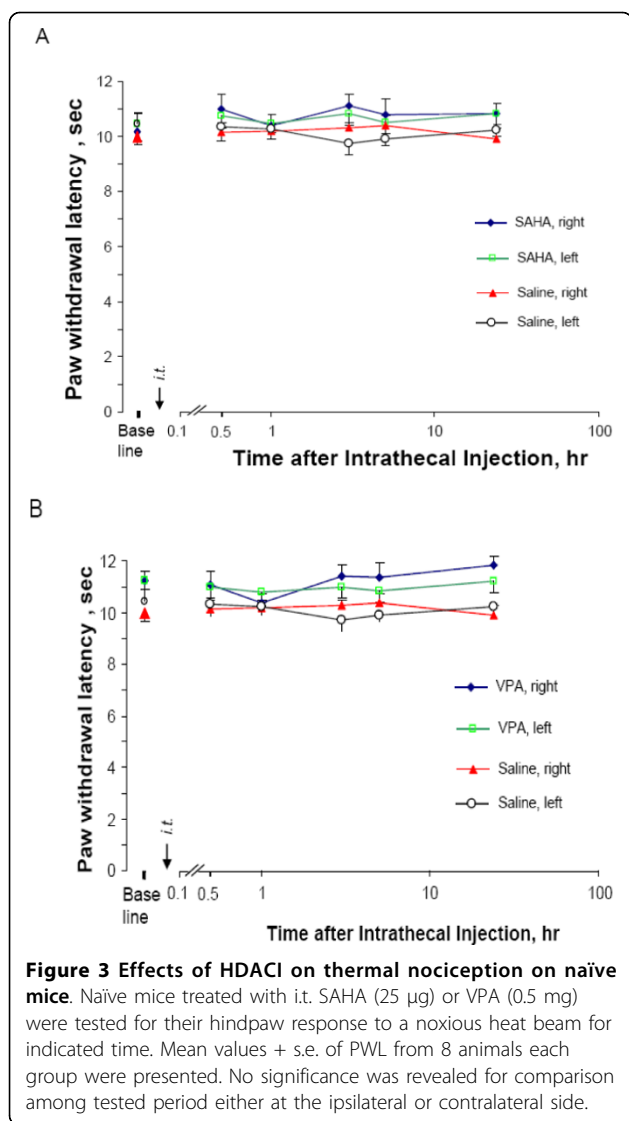 A
Paw withdrawal latency , sec
12
10
8
6
4
2
0
SAHA, right
SAHA, left
Saline, right
Saline, left
i.t.
Base line
0.1 0.5 1 10 100
Time after Intrathecal Injection, hr
B
Paw withdrawal latency , sec
12
10
8
6
4
2
0
VPA, right
VPA, left
Saline, right
Saline, left
i.t.
Base line
0.1 0.5 1 10 100
Time after Intrathecal Injection, hr
Figure 3 Effects of HDACI on thermal nociception on naïve
mice. Naïve mice treated with i.t. SAHA (25 μg) or VPA (0.5 mg)
were tested for their hindpaw response to a noxious heat beam for
indicated time. Mean values + s.e. of PWL from 8 animals each
group were presented. No significance was revealed for comparison
among tested period either at the ipsilateral or contralateral side.